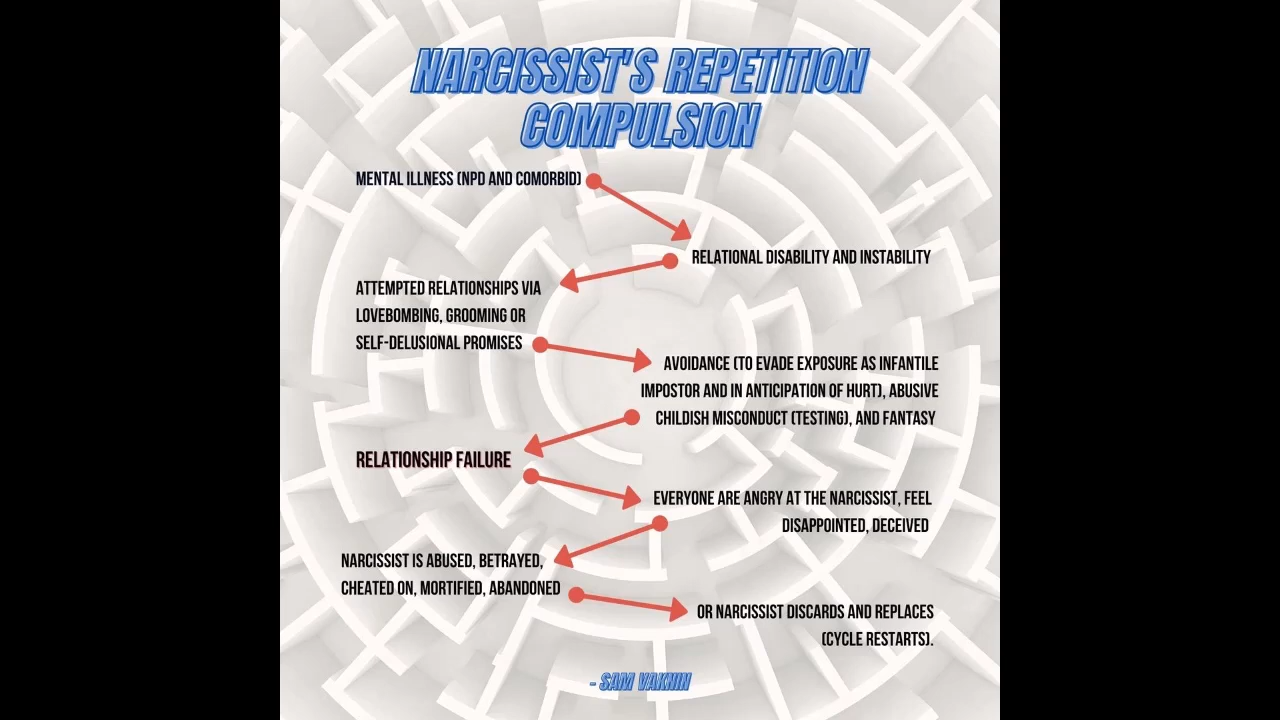 NARCISSIST'S REPETITION
COMPULSION
MENTAL ILLNESS (NPD AND COMORBID)
RELATIONAL DISABILITY AND INSTABILITY
ATTEMPTED RELATIONSHIPS VIA
LOVEBOMBING, GROOMING OR
SELF-DELUSIONAL PROMISES
AVOIDANCE (TO EVADE EXPOSURE AS INFANTILE
IMPOSTOR AND IN ANTICIPATION OF HURT), ABUSIVE
CHILDISH MISCONDUCT (TESTING), AND FANTASY
RELATIONSHIP FAILURE
EVERYONE ARE ANGRY AT THE NARCISSIST, FEEL
DISAPPOINTED, DECEIVED
NARCISSIST IS ABUSED, BETRAYED,
CHEATED ON, MORTIFIED, ABANDONED
OR NARCISSIST DISCARDS AND REPLACES
(CYCLE RESTARTS).
- SAM VAKNIN